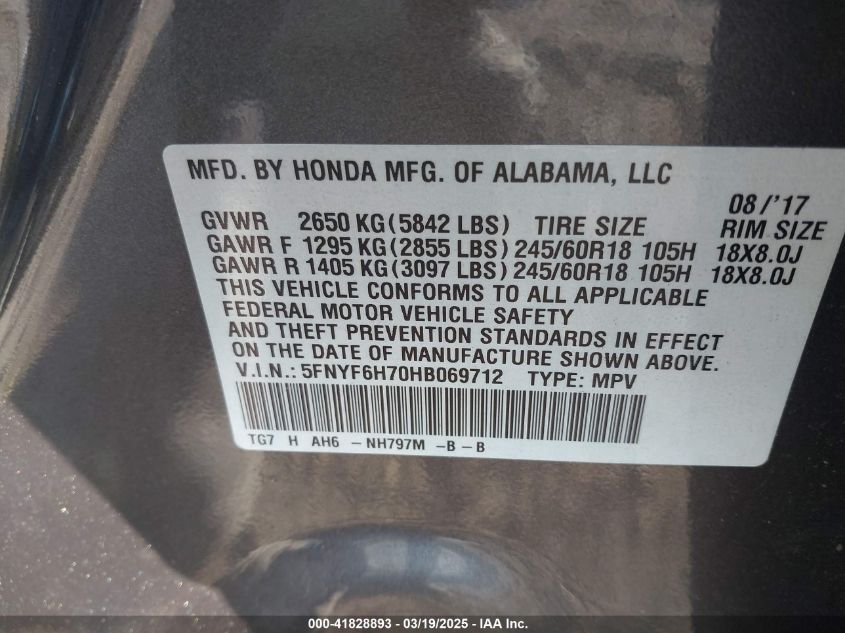 MFD. BY HONDA MFG. OF ALABAMA, LLC
08/'17
GVWR 2650 KG (5842 LBS) TIRE SIZE RIM SIZE
GAWR F 1295 KG (2855 LBS) 245/60R18 105H 18X8.0J
GAWR R 1405 KG (3097 LBS) 245/60R18 105H 18X8.0J
THIS VEHICLE CONFORMS TO ALL APPLICABLE
FEDERAL MOTOR VEHICLE SAFETY
AND THEFT PREVENTION STANDARDS IN EFFECT
ON THE DATE OF MANUFACTURE SHOWN ABOVE.
V.I.N.: 5FNYF6H70HB069712 TYPE: MPV
TG7 H AH6 -NH797M -B-B
000-41828893 - 03/19/2025 - IAA Inc.